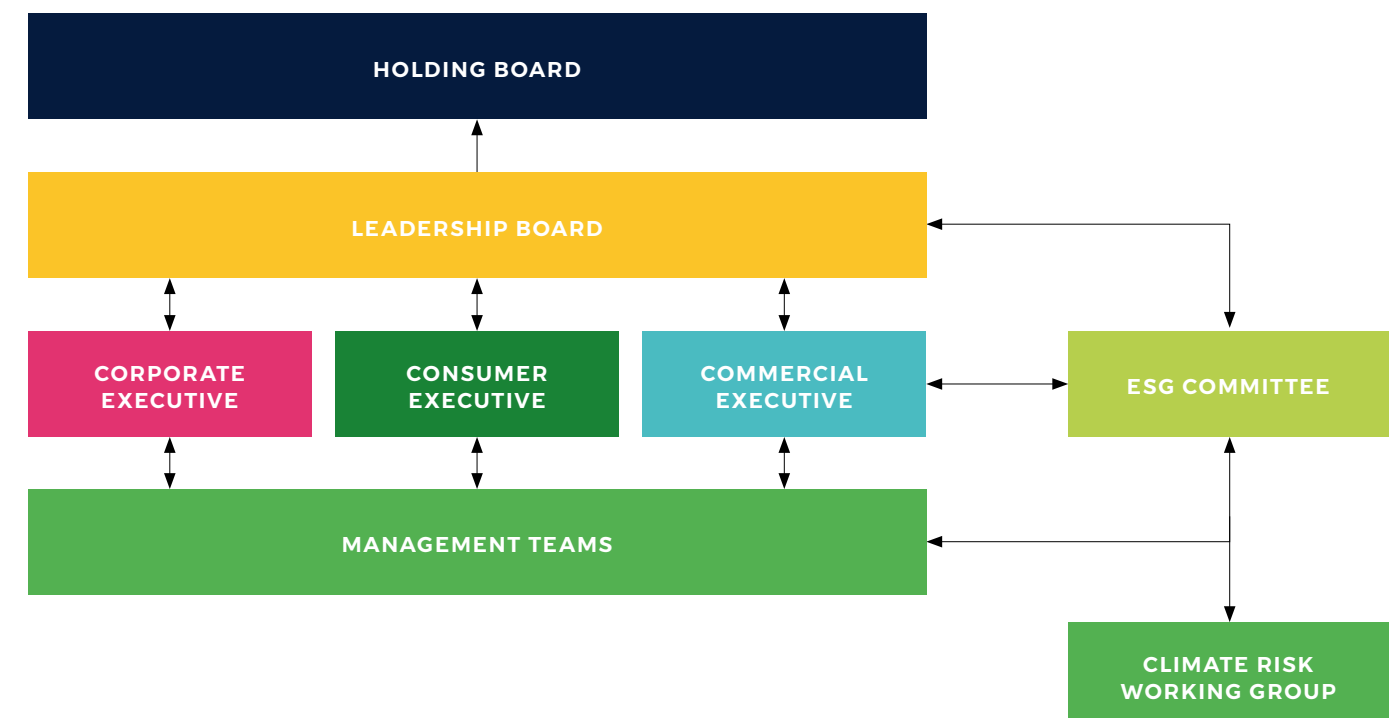 HOLDING BOARD
LEADERSHIP BOARD
CORPORATE
EXECUTIVE
CONSUMER
EXECUTIVE
COMMERCIAL
EXECUTIVE
ESG COMMITTEE
MANAGEMENT TEAMS
CLIMATE RISK
WORKING GROUP